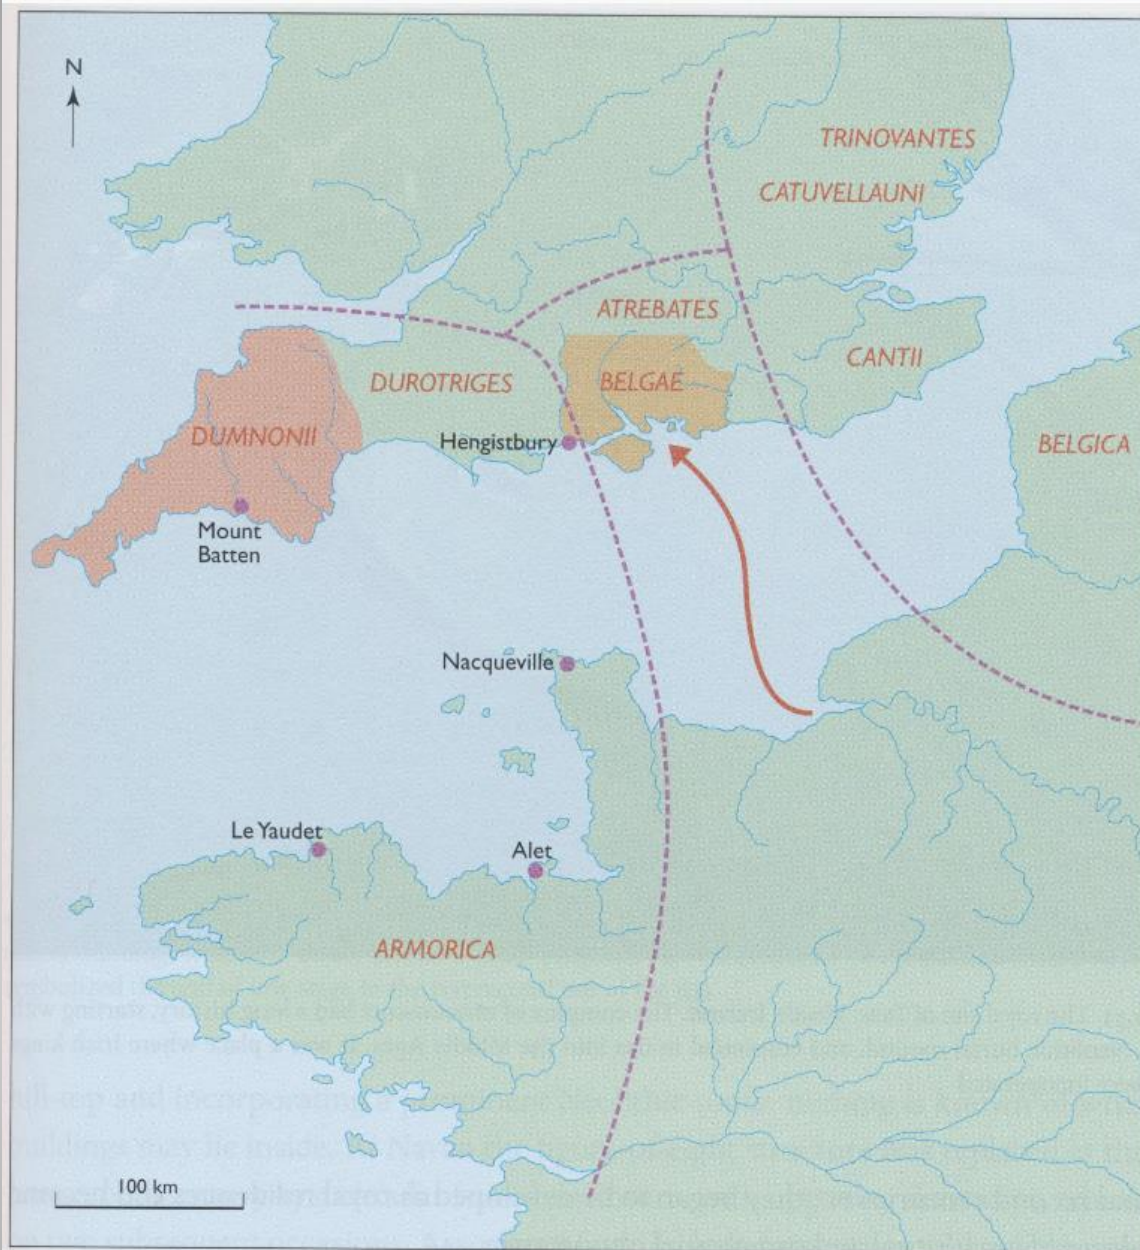 N
TRINOVANTES
CATUVELLAUNI
ATREBATES
CANTII
DUROTRIGES
BELGAE
DUMNONII
Hengistbury
BELGICA
Mount
Batten
Nacqueville
Le Yaudet
Alet
ARMORICA
100 km